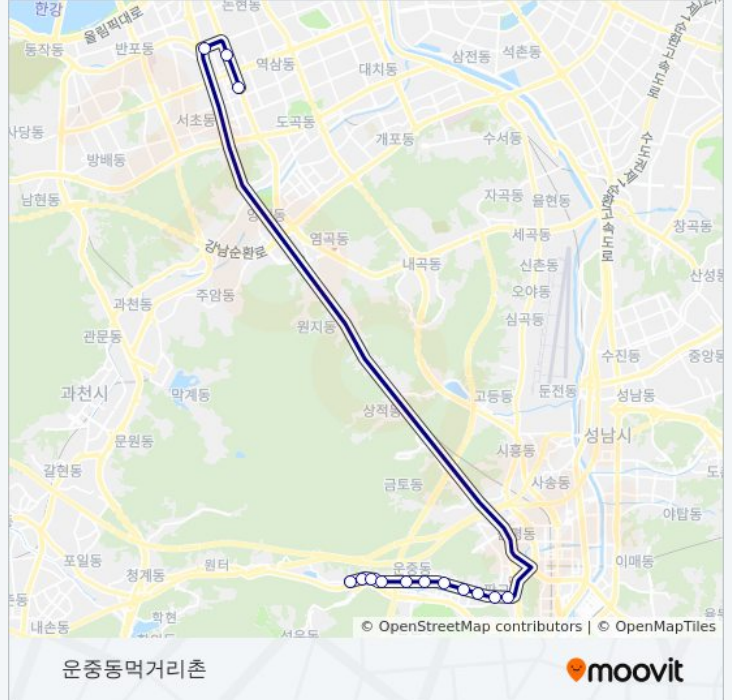 한강
논현동
올림픽대로
동작동
반포동
역삼동
삼전동
석촌동
대치동
사당동
서초동
도곡동
개포동
수서동
방배동
남현동
자곡동
율현동
염곡동
세곡동
창곡동
강남순환로
내곡동
신촌동
산성동
주암동
오야동
과천동
원지동
심곡동
관문동
수진동
중앙동
과천시
막계동
고등동
둔전동
성남동
상적동
문원동
시흥동
성남시
갈현동
금토동
사송동
야탑동
포일동
원터
운중동
이매동
청계동
학현
내손동
© OpenStreetMap contributors | © OpenMapTiles
운중동먹거리촌
moovit